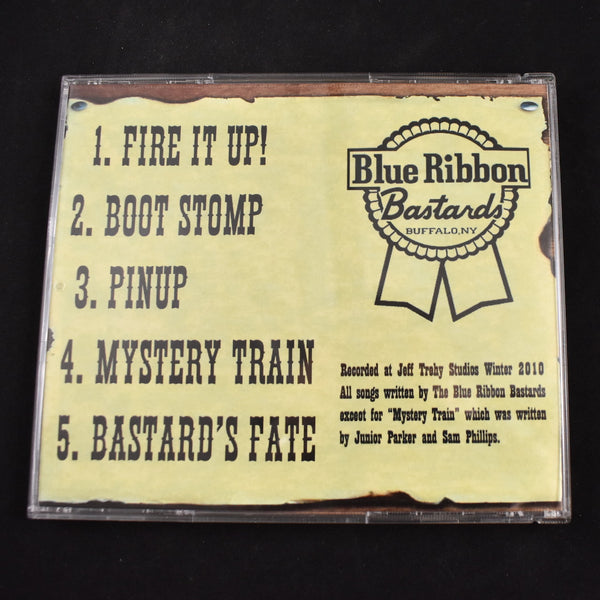 1. FIRE IT UP!
2. BOOT STOMP
3. PINUP
4. MYSTERY TRAIN
5. BASTARD'S FATE
Blue Ribbon
Bastards
BUFFALO, NY
Recorded at Jeff Trehy Studios Winter 2010
All songs written by The Blue Ribbon Bastards
except for "Mystery Train" which was written
by Junior Parker and Sam Phillips.